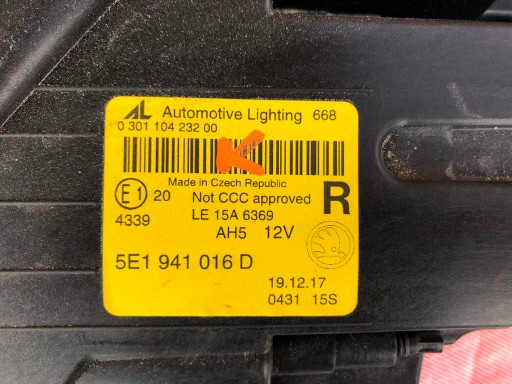 AL Automotive Lighting 668
0 301 104 232 00
K
Made in Czech Republic
E1 20 Not CCC approved R
4339 LE 15A 6369
AH5 12V
5E1 941 016 D
19.12.17
0431 15S